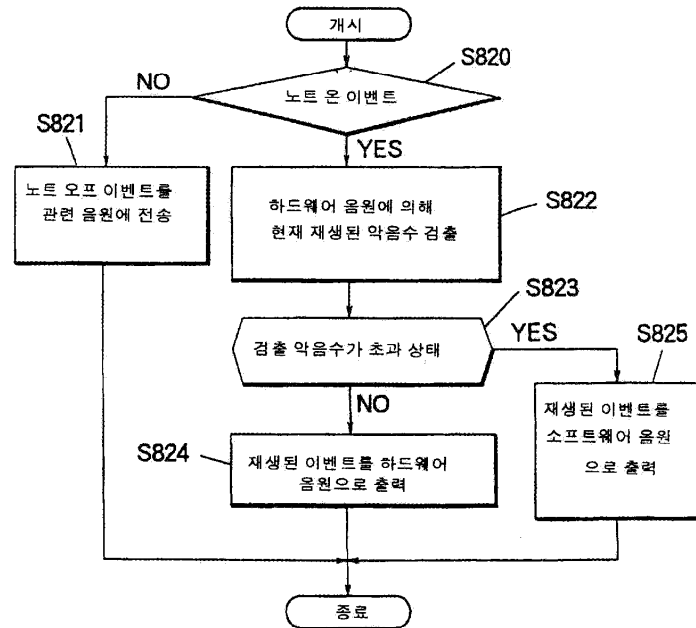 개시
S820
노트 온 이벤트
NO
YES
S821
노트 오프 이벤트를
관련 음원에 전송
S822
하드웨어 음원에 의해
현재 재생된 악음수 검출
S823
검출 악음수가 초과 상태
YES
NO
S825
재생된 이벤트를
소프트웨어 음원
으로 출력
S824
재생된 이벤트를 하드웨어
음원으로 출력
종료